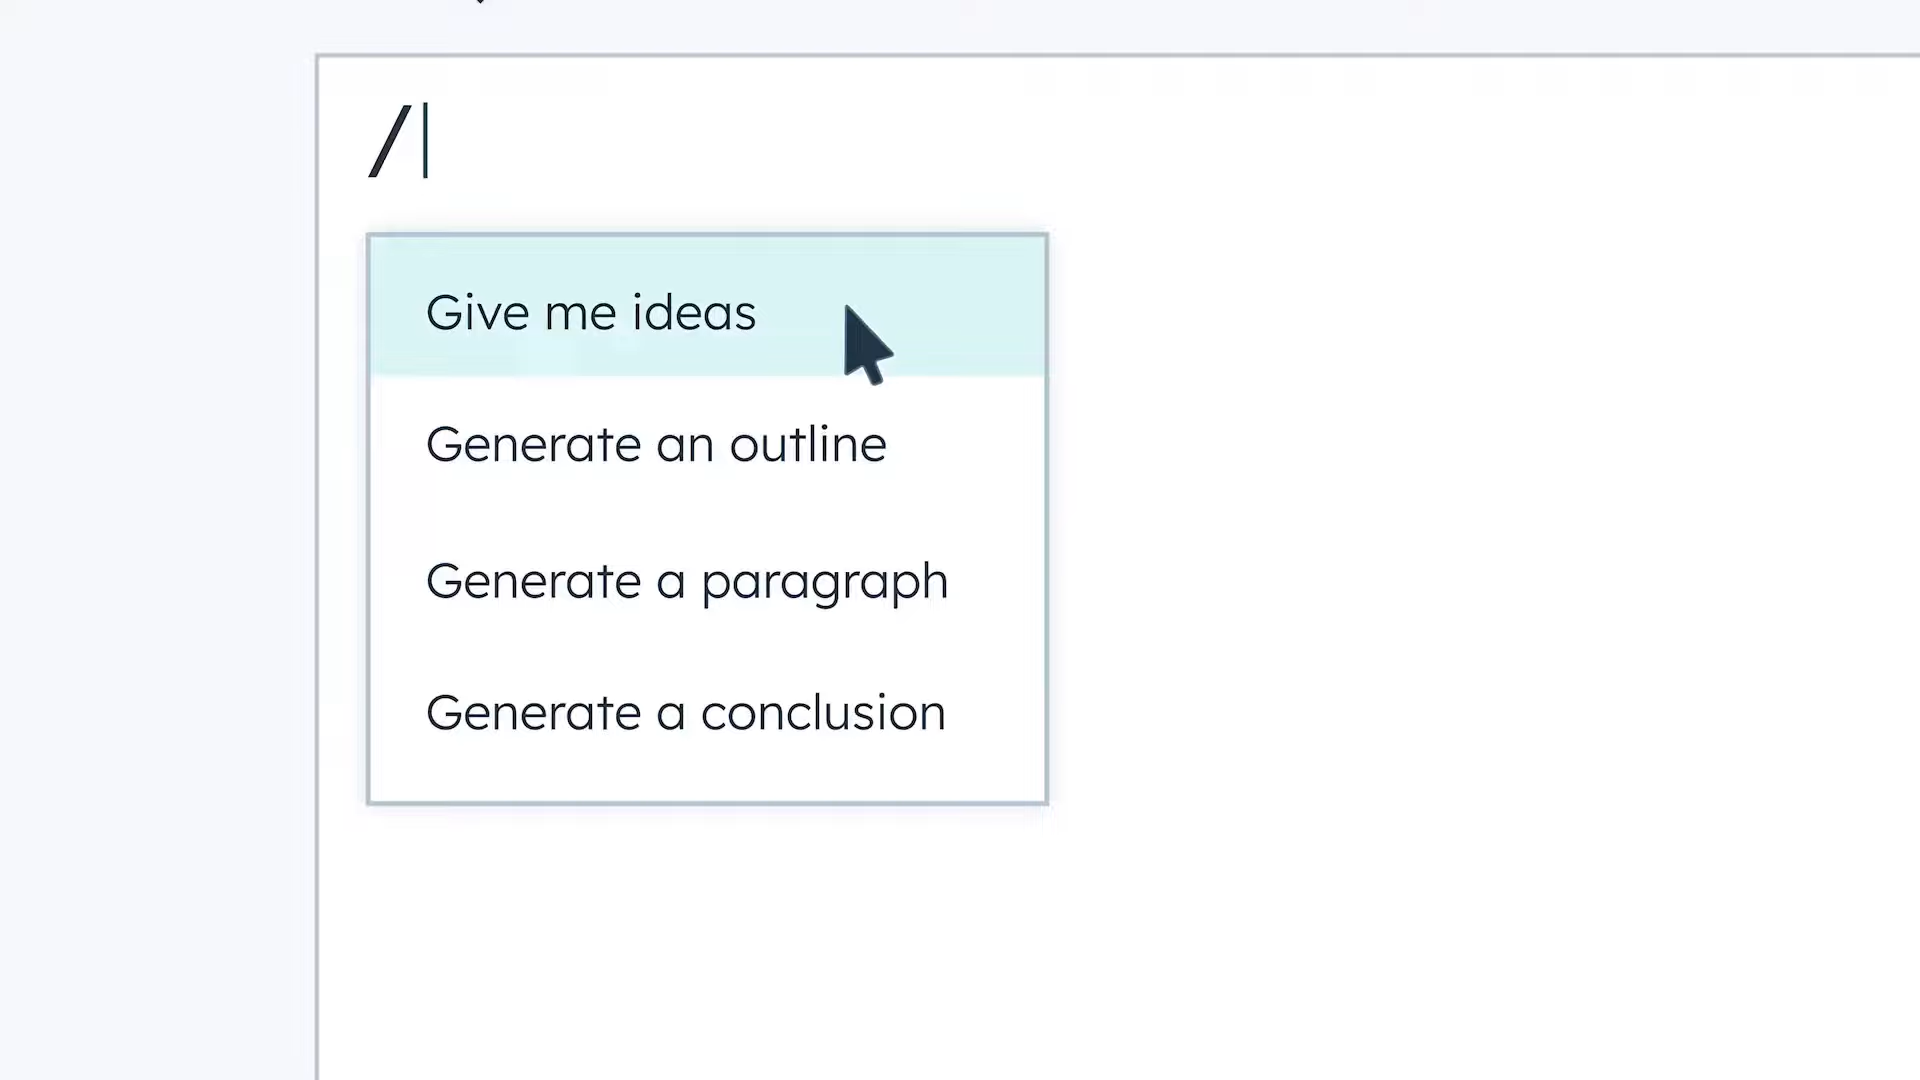 /
Give me ideas
Generate an outline
Generate a paragraph
Generate a conclusion